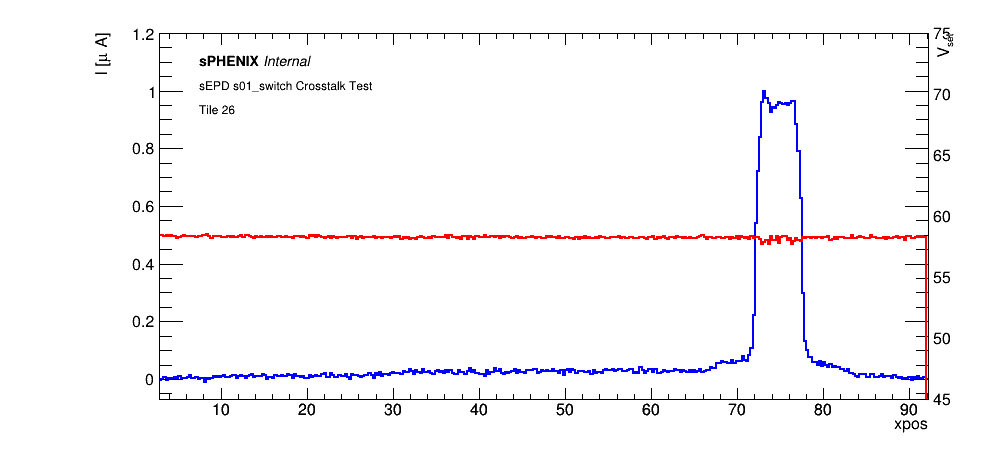 I [μ A]
1.2
1
0.8
0.6
0.4
0.2
0
sPHENIX Internal
sEPD s01_switch Crosstalk Test
Tile 26
75
70
65
60
55
50
45
V_set
10 20 30 40 50 60 70 80 90
xpos